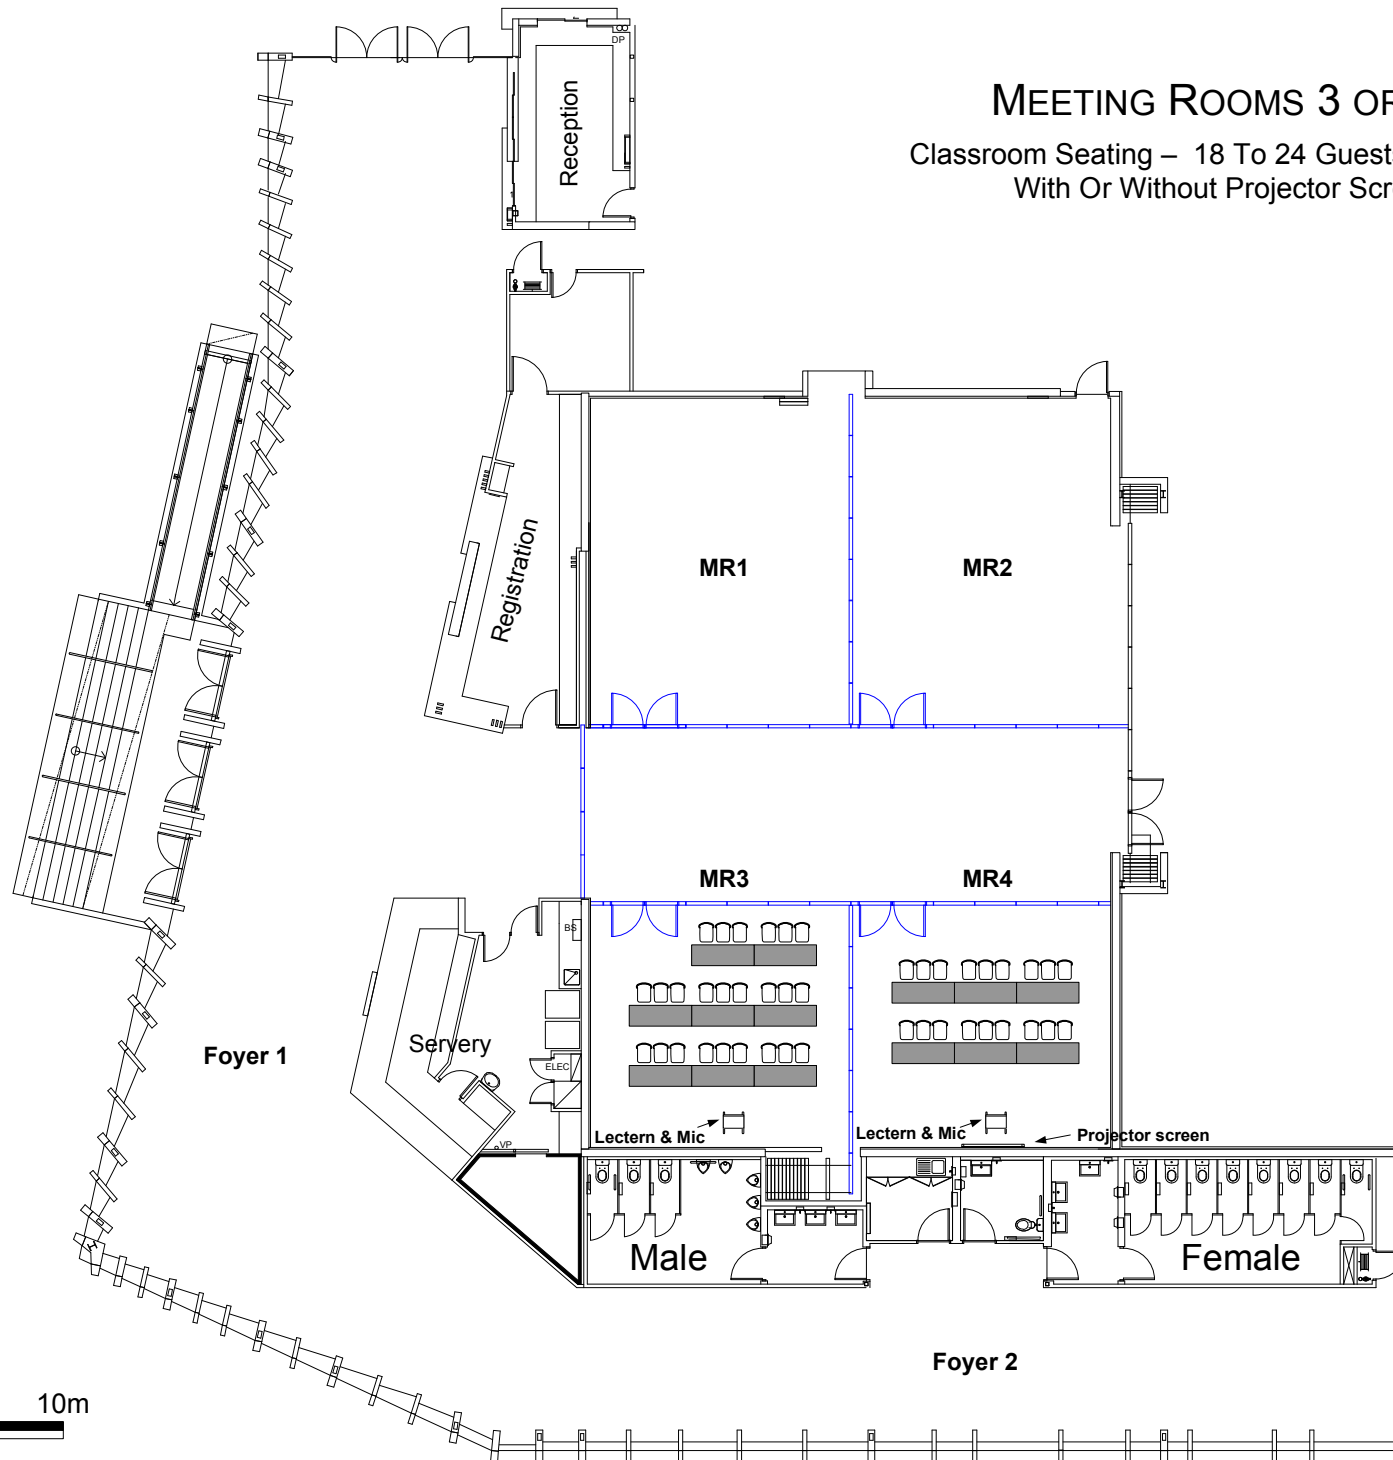 DP
Reception
MEETING ROOMS 3 OR
Classroom Seating – 18 To 24 Guest
With Or Without Projector Scr
Registration
MR1
MR2
MR3
MR4
BS
Servery
ELEC
Foyer 1
VP
Lectern & Mic
Lectern & Mic
Projector screen
Male
Female
Foyer 2
10m